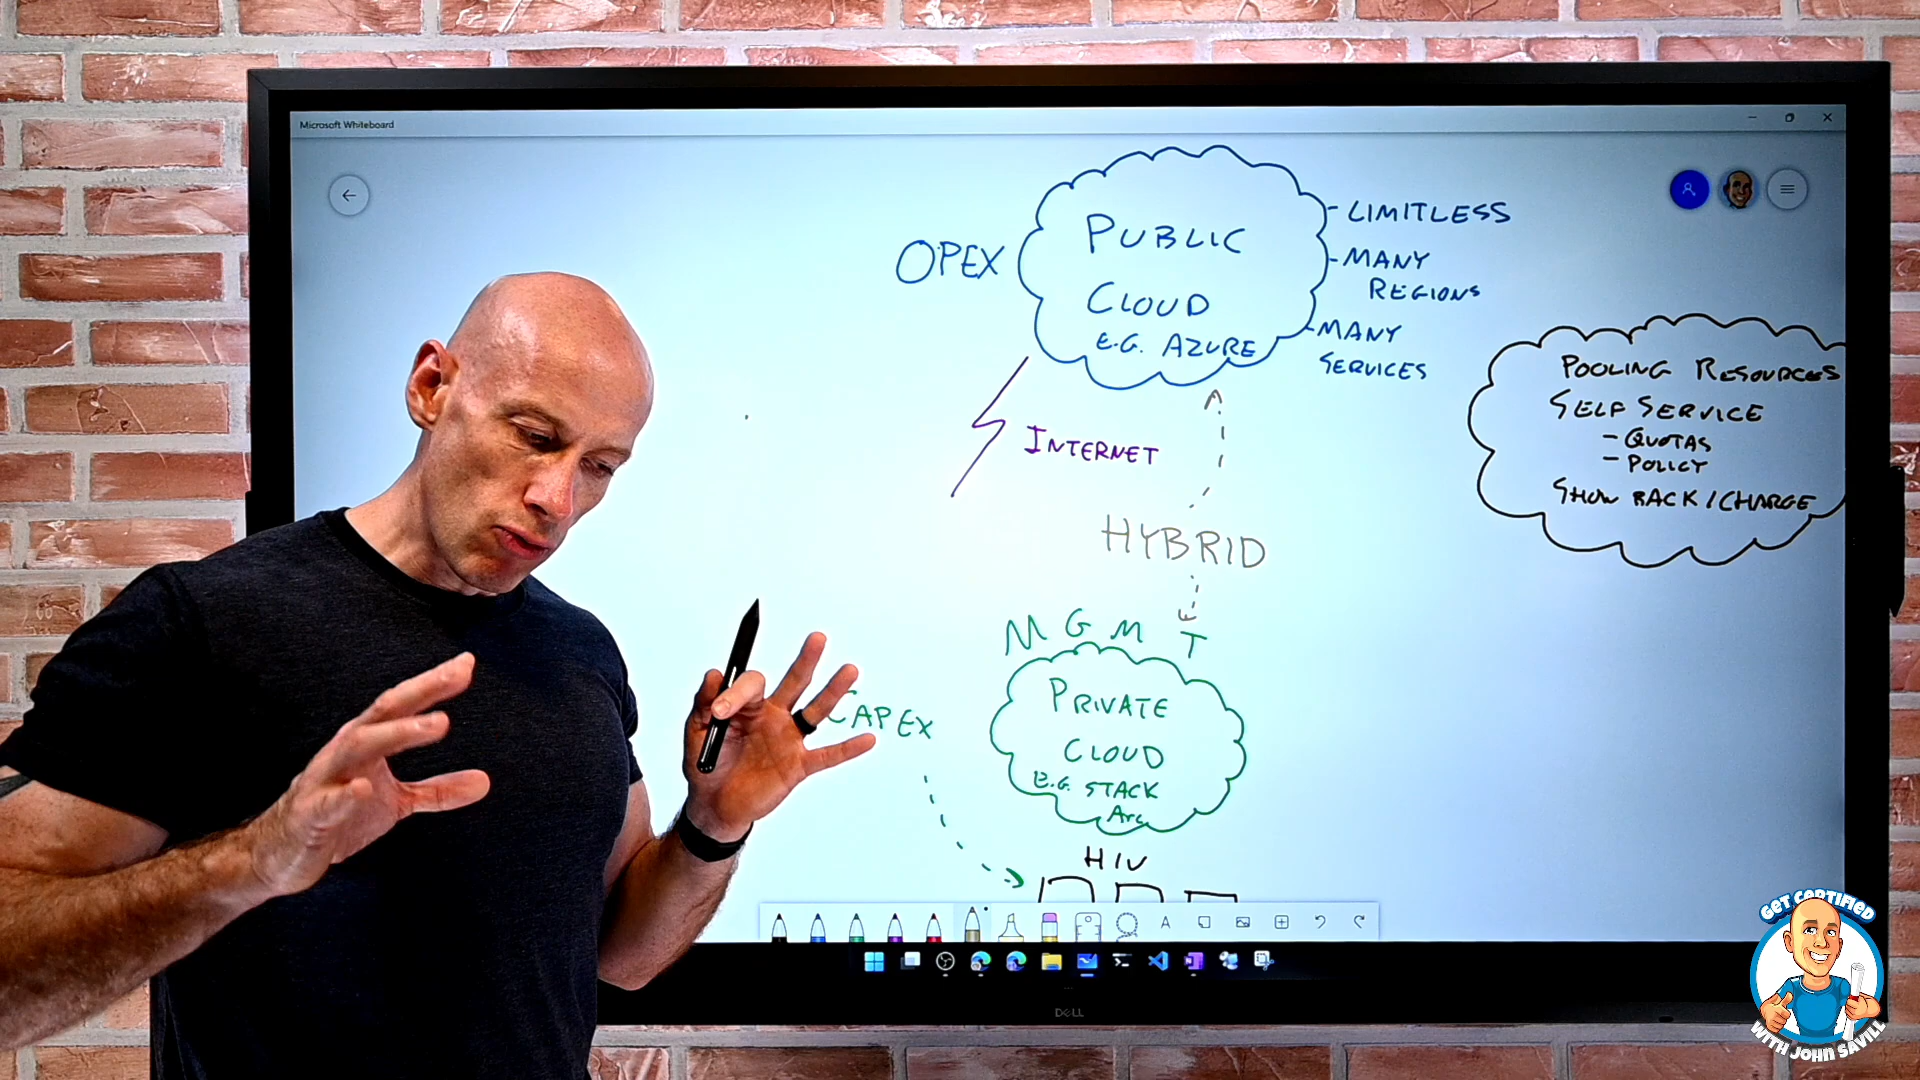 Microsoft Whiteboard
OPEX
PUBLIC
CLOUD
E.G. AZURE
- LIMITLESS
- MANY
REGIONS
- MANY
SERVICES
INTERNET
HYBRID
POOLING RESOURCES
SELF SERVICE
- QUOTAS
- POLICY
SHOW BACK/CHARGE
MGMT
PRIVATE
CLOUD
E.G. STACK
Arc
CAPEX
HIV
DELL
GET CERTIFIED
WITH JOHN SAVILL